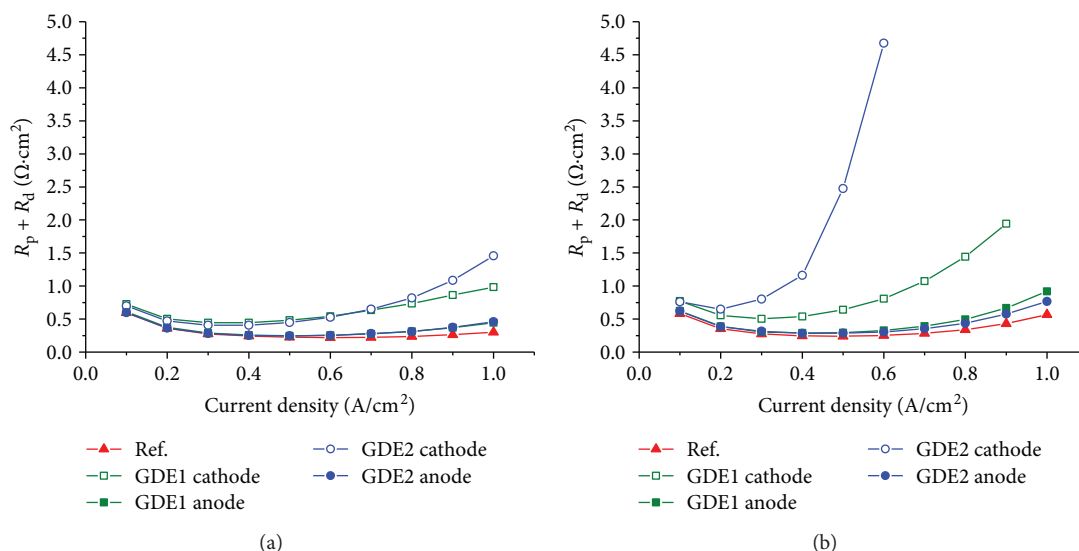 5.0
4.5
4.0
3.5
3.0
2.5
2.0
1.5
1.0
0.5
0.0
R_p + R_d (Ω·cm²)
0.0 0.2 0.4 0.6 0.8 1.0
Current density (A/cm²)
Ref.
GDE1 cathode
GDE1 anode
GDE2 cathode
GDE2 anode
(a)
5.0
4.5
4.0
3.5
3.0
2.5
2.0
1.5
1.0
0.5
0.0
R_p + R_d (Ω·cm²)
0.0 0.2 0.4 0.6 0.8 1.0
Current density (A/cm²)
Ref.
GDE1 cathode
GDE1 anode
GDE2 cathode
GDE2 anode
(b)